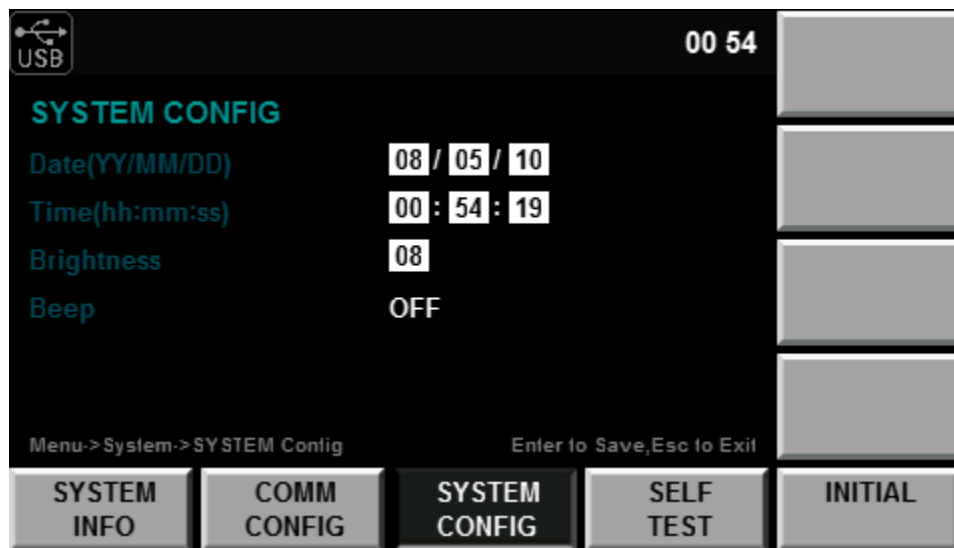 USB
00 54
SYSTEM CONFIG
Date(YY/MM/DD) 08 / 05 / 10
Time(hh:mm:ss) 00 : 54 : 19
Brightness 08
Beep OFF
Menu->System->SYSTEM Config Enter to Save,Esc to Exit
SYSTEM INFO
COMM CONFIG
SYSTEM CONFIG
SELF TEST
INITIAL